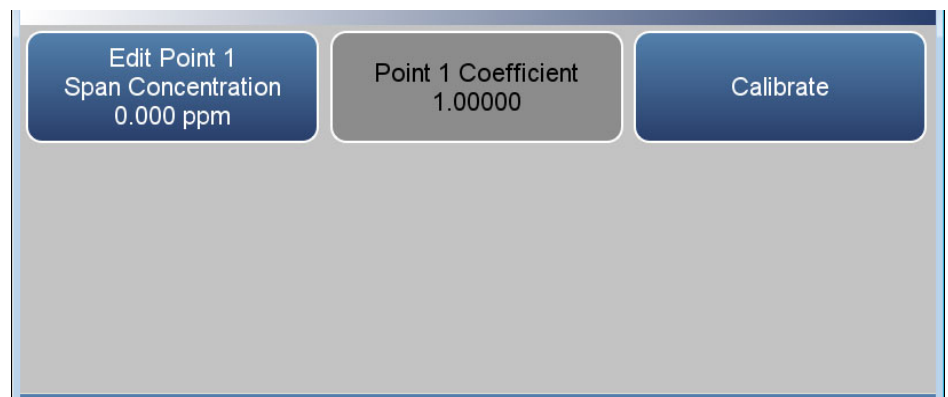 Edit Point 1
Span Concentration
0.000 ppm
Point 1 Coefficient
1.00000
Calibrate